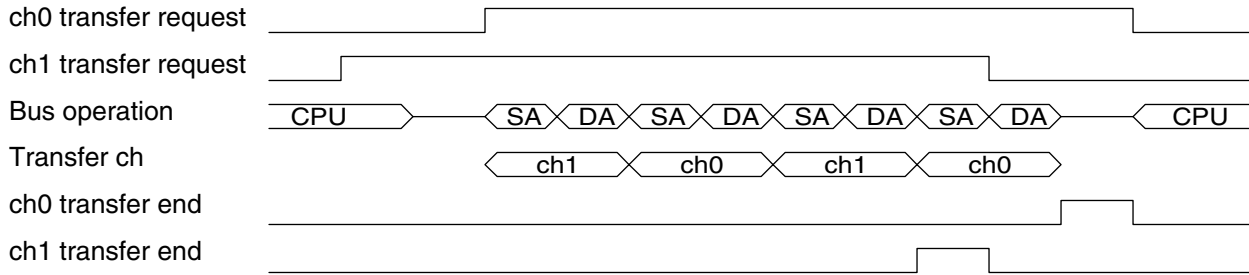 ch0 transfer request
ch1 transfer request
Bus operation CPU SA DA SA DA SA DA SA DA CPU
Transfer ch ch1 ch0 ch1 ch0
ch0 transfer end
ch1 transfer end